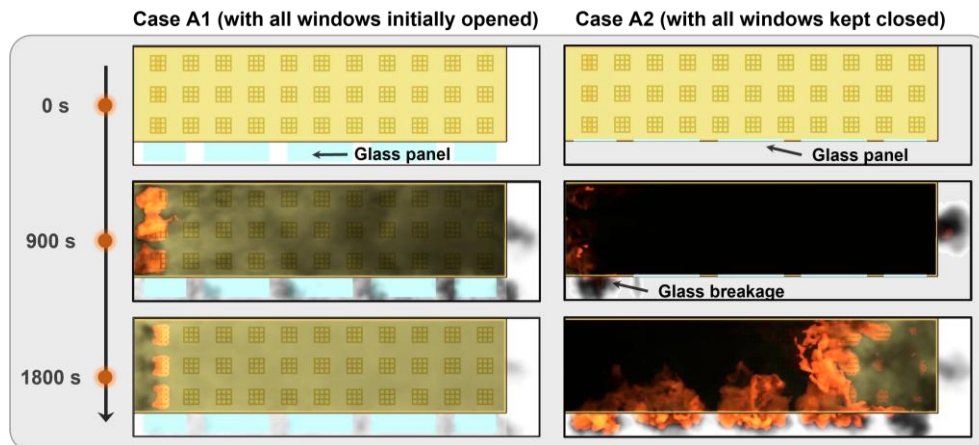 Case A1 (with all windows initially opened)
Case A2 (with all windows kept closed)
0 s
Glass panel
Glass panel
900 s
Glass breakage
1800 s